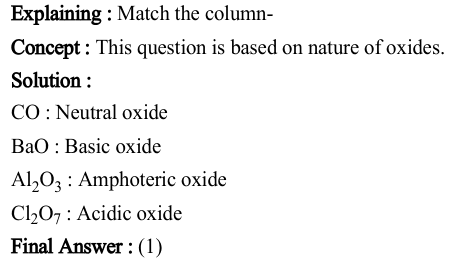 Explaining : Match the column-
Concept : This question is based on nature of oxides.
Solution :
CO : Neutral oxide
BaO : Basic oxide
Al₂O₃ : Amphoteric oxide
Cl₂O₇ : Acidic oxide
Final Answer : (1)